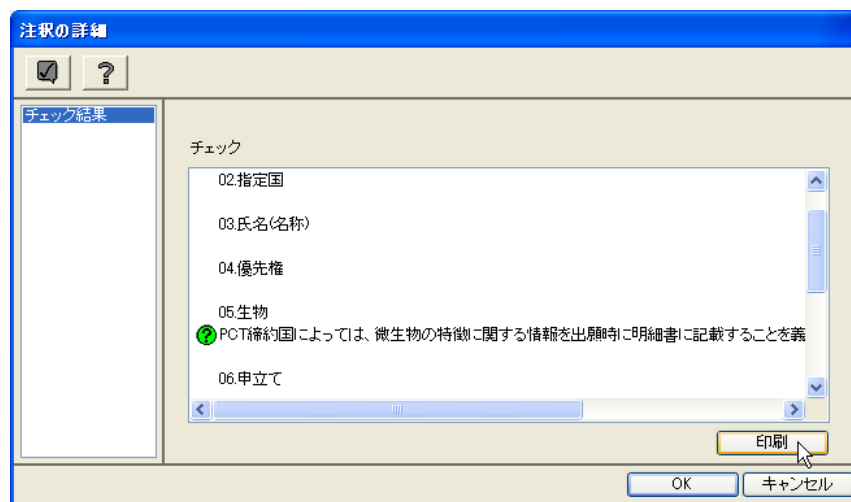 注釈の詳細
チェック結果
チェック
02.指定国
03.氏名(名称)
04.優先権
05.生物
PCT締約国によっては、微生物の特徴に関する情報を出願時に明細書に記載することを義
06.申立て
印刷
OK
キャンセル